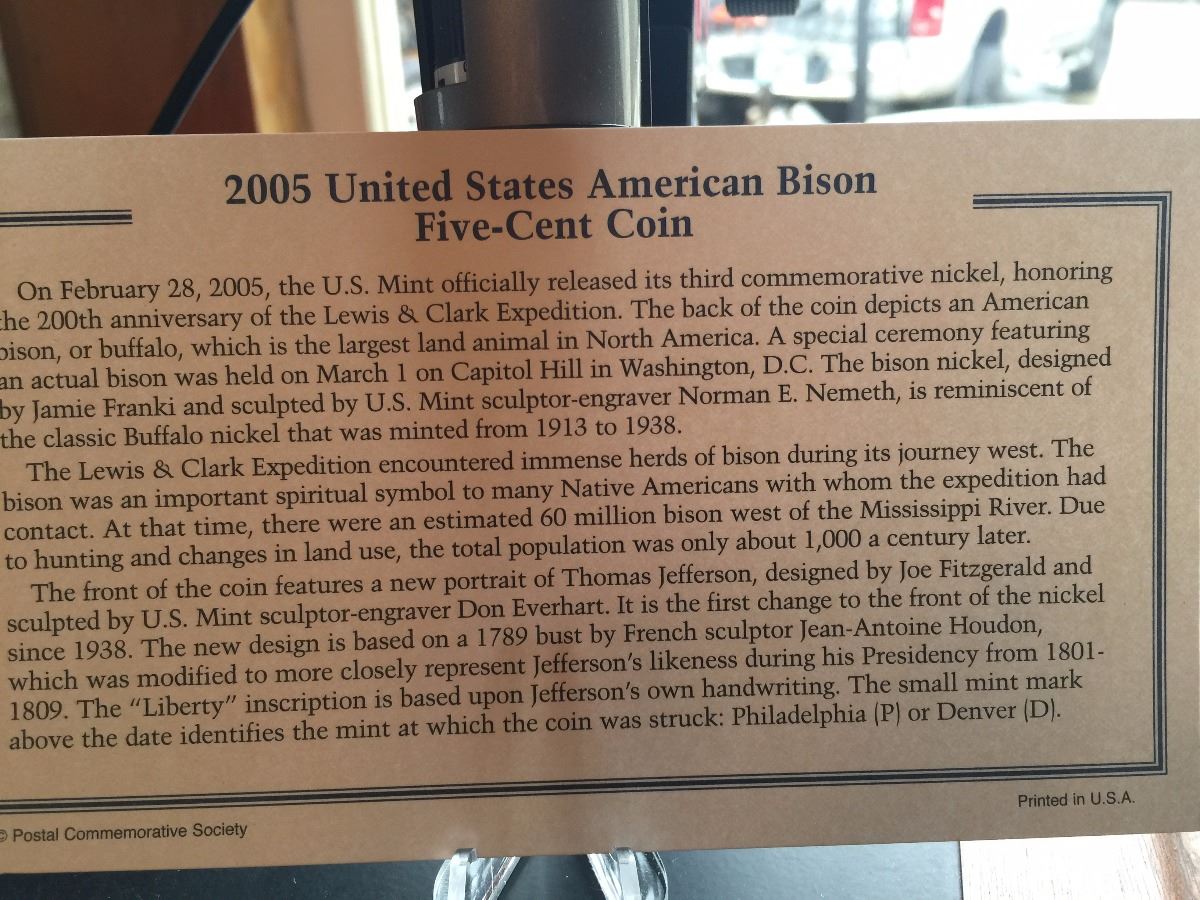 2005 United States American Bison
Five-Cent Coin
On February 28, 2005, the U.S. Mint officially released its third commemorative nickel, honoring
the 200th anniversary of the Lewis & Clark Expedition. The back of the coin depicts an American
bison, or buffalo, which is the largest land animal in North America. A special ceremony featuring
an actual bison was held on March 1 on Capitol Hill in Washington, D.C. The bison nickel, designed
by Jamie Franki and sculpted by U.S. Mint sculptor-engraver Norman E. Nemeth, is reminiscent of
the classic Buffalo nickel that was minted from 1913 to 1938.
The Lewis & Clark Expedition encountered immense herds of bison during its journey west. The
bison was an important spiritual symbol to many Native Americans with whom the expedition had
contact. At that time, there were an estimated 60 million bison west of the Mississippi River. Due
to hunting and changes in land use, the total population was only about 1,000 a century later.
The front of the coin features a new portrait of Thomas Jefferson, designed by Joe Fitzgerald and
sculpted by U.S. Mint sculptor-engraver Don Everhart. It is the first change to the front of the nickel
since 1938. The new design is based on a 1789 bust by French sculptor Jean-Antoine Houdon,
which was modified to more closely represent Jefferson's likeness during his Presidency from 1801-
1809. The "Liberty" inscription is based upon Jefferson's own handwriting. The small mint mark
above the date identifies the mint at which the coin was struck: Philadelphia (P) or Denver (D).
© Postal Commemorative Society
Printed in U.S.A.